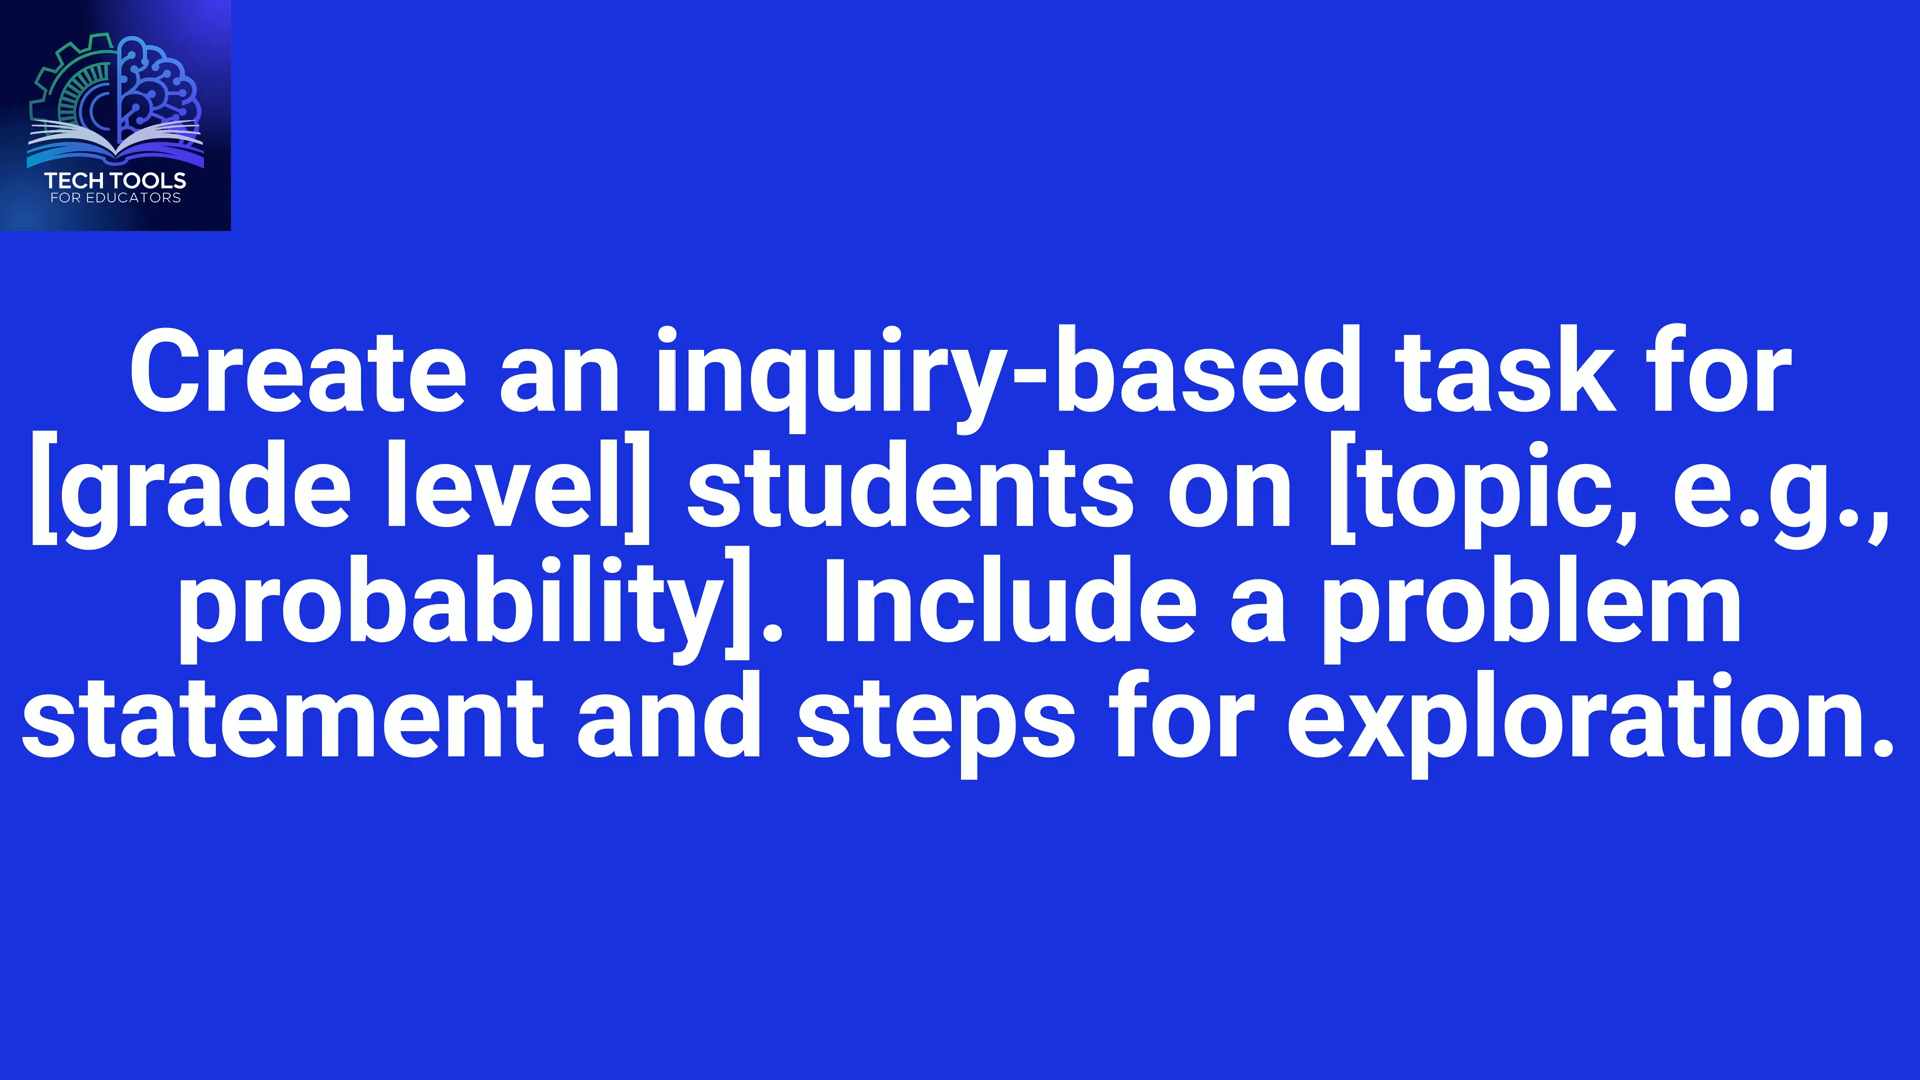 TECH TOOLS
FOR EDUCATORS
Create an inquiry-based task for
[grade level] students on [topic, e.g.,
probability]. Include a problem
statement and steps for exploration.